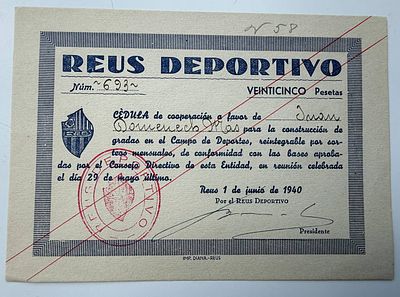 Nº 58
REUS DEPORTIVO
Núm. ~693~ VEINTICINCO Pesetas
CÉDULA de cooperación a favor de Juan
Domenech Mas para la construcción de
gradas en el Campo de Deportes, reintegrable por sor-
teos mensuales, de conformidad con las bases aproba-
das por el Consejo Directivo de esta Entidad, en reunión celebrada
el día 29 de mayo último.
Reus 1 de junio de 1940
Por el REUS DEPORTIVO
Presidente
REUS DEPORTIVO
IMP. DIANA.-REUS